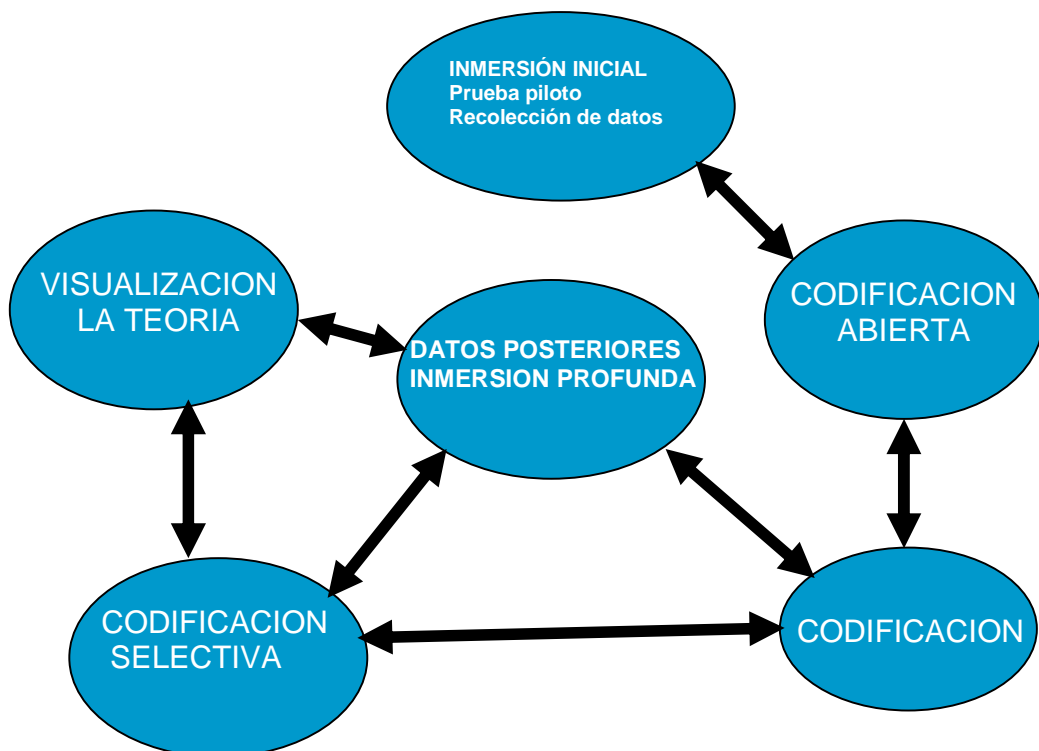 INMERSIÓN INICIAL
Prueba piloto
Recolección de datos
VISUALIZACION
LA TEORIA
DATOS POSTERIORES
INMERSION PROFUNDA
CODIFICACION
ABIERTA
CODIFICACION
SELECTIVA
CODIFICACION